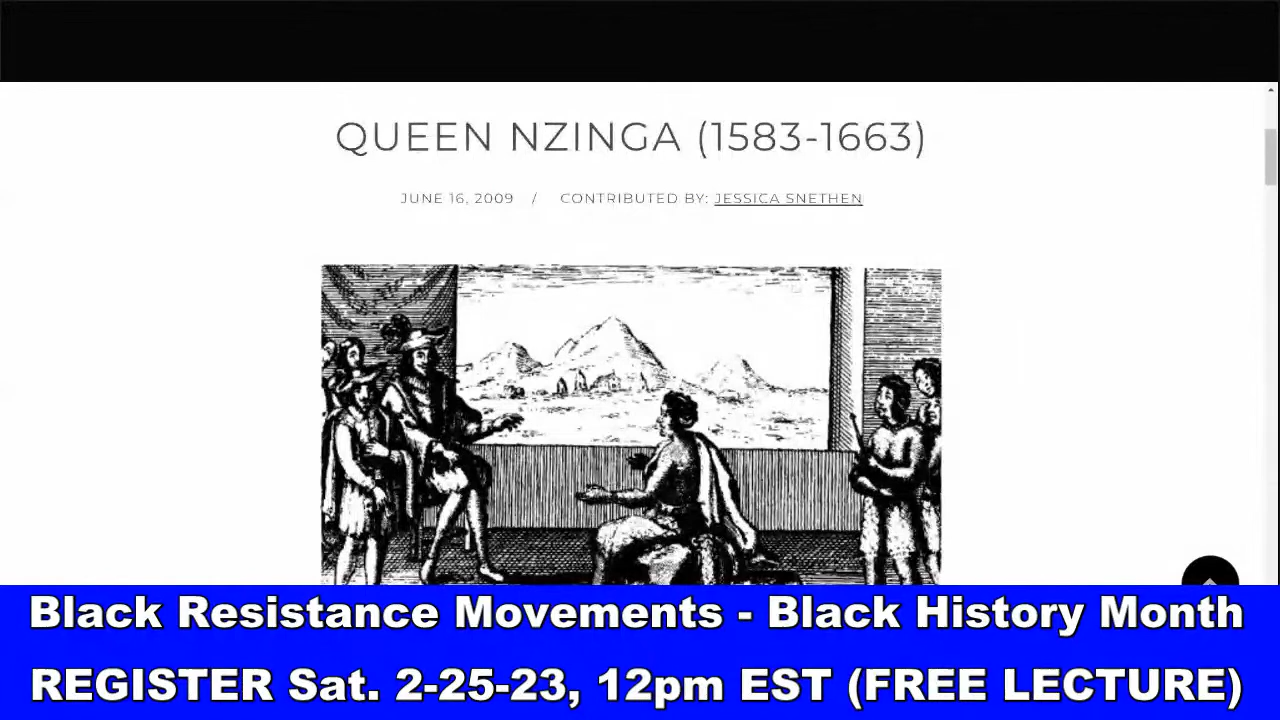 QUEEN NZINGA (1583-1663)
JUNE 16, 2009 / CONTRIBUTED BY: JESSICA SNETHEN
Black Resistance Movements - Black History Month
REGISTER Sat. 2-25-23, 12pm EST (FREE LECTURE)